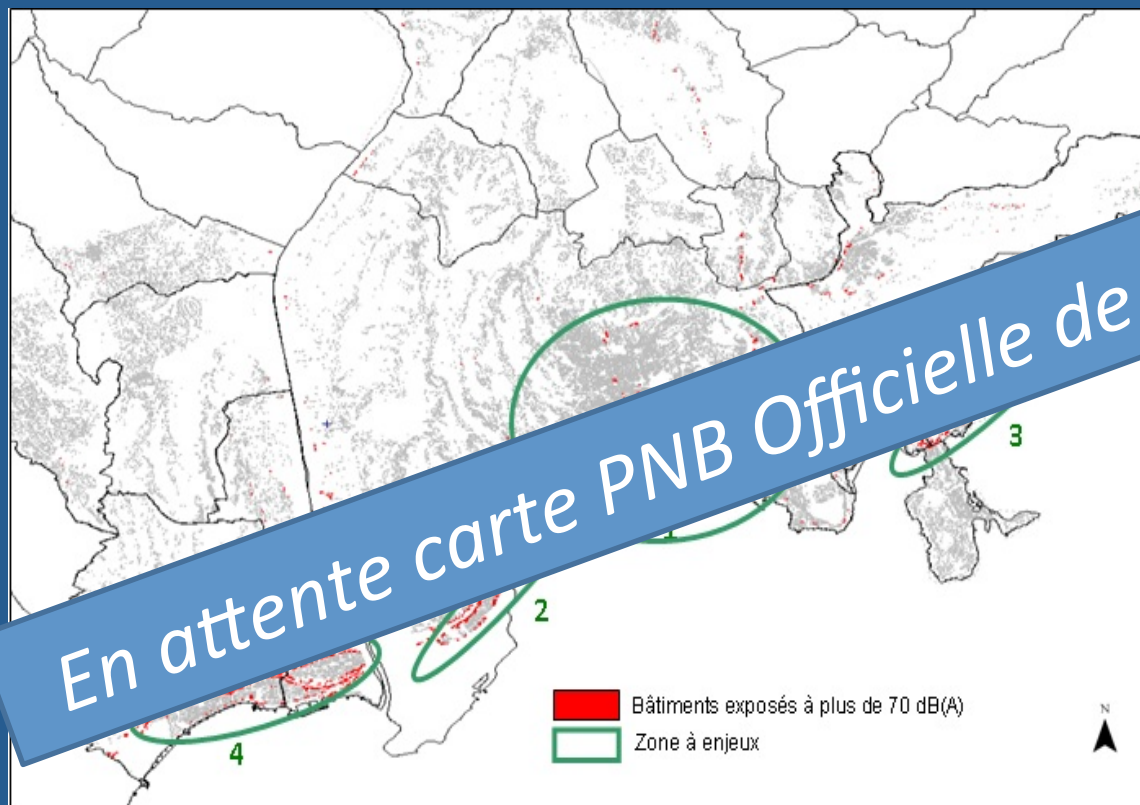 En attente carte PNB Officielle de
1
2
3
4
Bâtiments exposés à plus de 70 dB(A)
Zone à enjeux
N